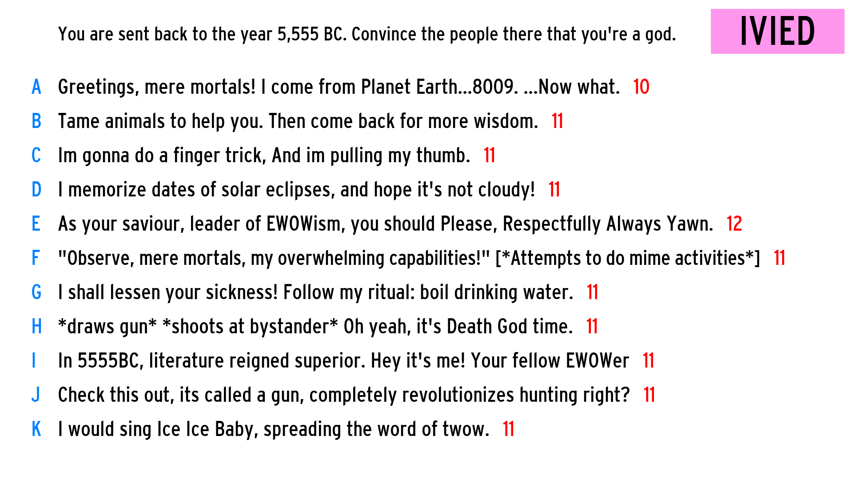 You are sent back to the year 5,555 BC. Convince the people there that you're a god.
IVIED
A Greetings, mere mortals! I come from Planet Earth...8009. ...Now what. 10
B Tame animals to help you. Then come back for more wisdom. 11
C Im gonna do a finger trick, And im pulling my thumb. 11
D I memorize dates of solar eclipses, and hope it's not cloudy! 11
E As your saviour, leader of EWOWism, you should Please, Respectfully Always Yawn. 12
F "Observe, mere mortals, my overwhelming capabilities!" [*Attempts to do mime activities*] 11
G I shall lessen your sickness! Follow my ritual: boil drinking water. 11
H *draws gun* *shoots at bystander* Oh yeah, it's Death God time. 11
I In 5555BC, literature reigned superior. Hey it's me! Your fellow EWOWer 11
J Check this out, its called a gun, completely revolutionizes hunting right? 11
K I would sing Ice Ice Baby, spreading the word of twow. 11